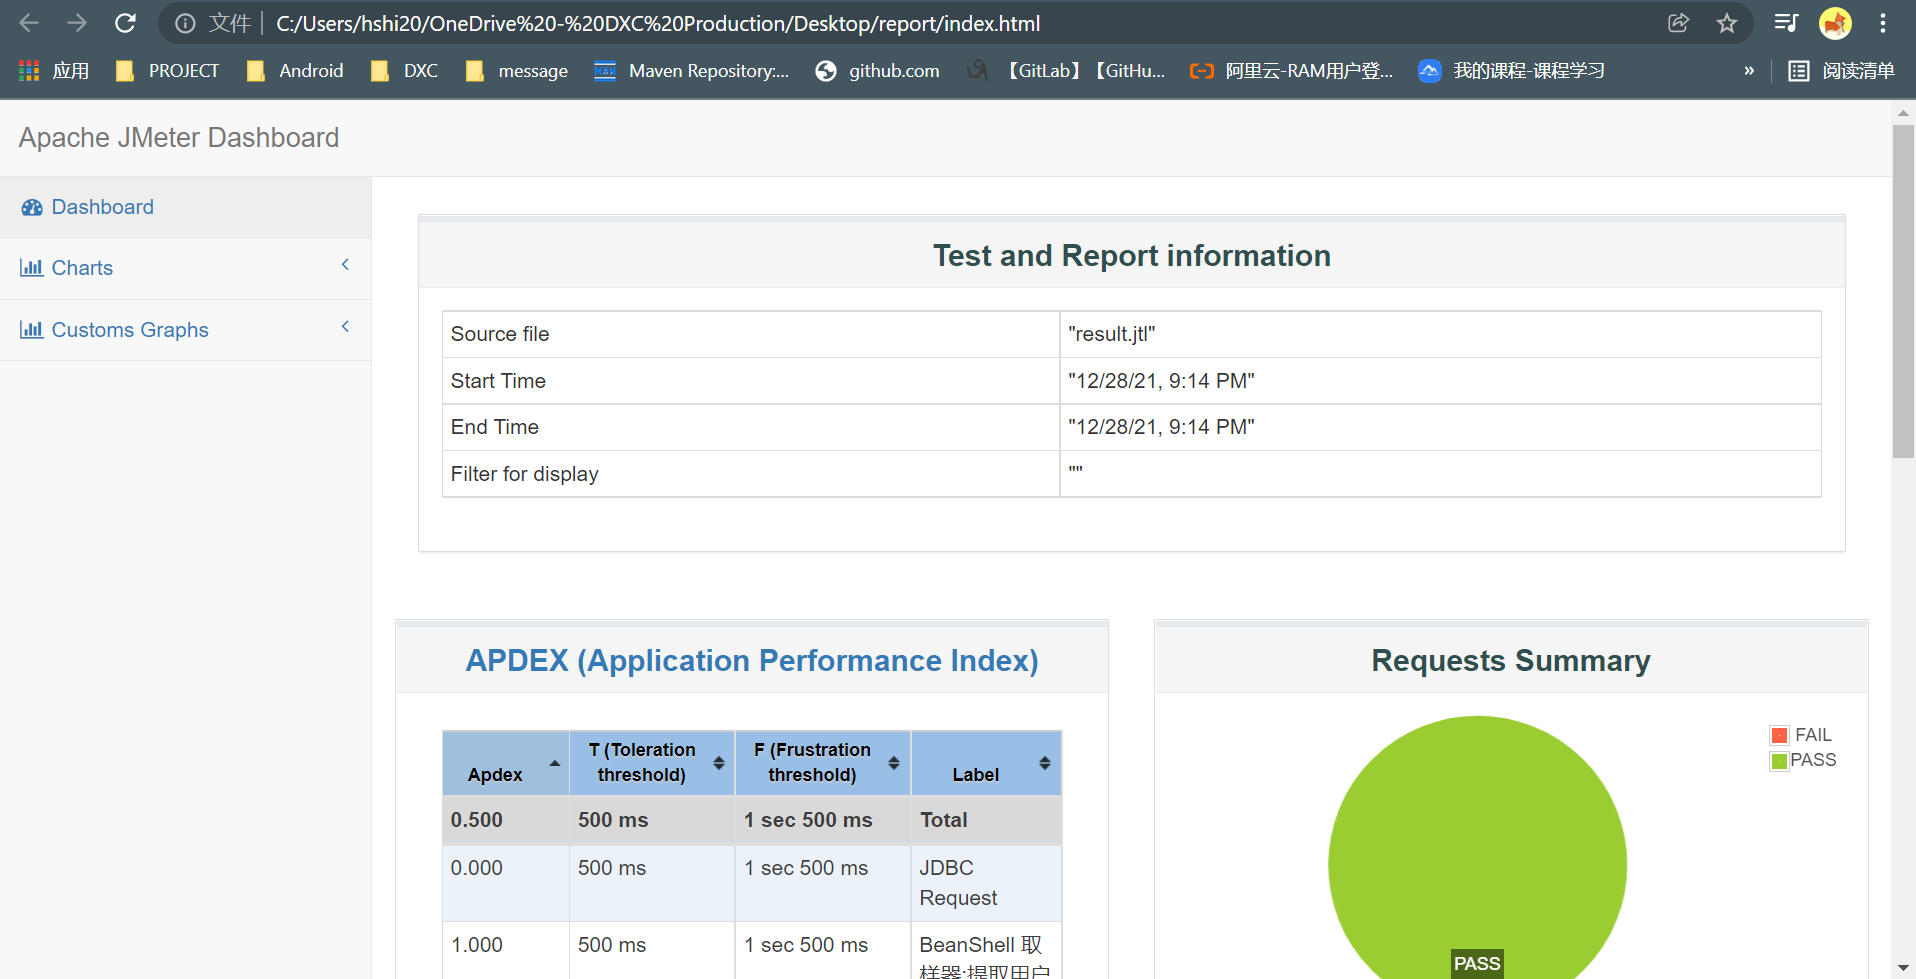 文件 C:/Users/hshi20/OneDrive%20-%20DXC%20Production/Desktop/report/index.html
应用 PROJECT Android DXC message Maven Repository:... github.com 【GitLab】【GitHu... 阿里云-RAM用户登... 我的课程-课程学习 » 阅读清单
Apache JMeter Dashboard
Dashboard
Charts
Customs Graphs
Test and Report information
Source file "result.jtl"
Start Time "12/28/21, 9:14 PM"
End Time "12/28/21, 9:14 PM"
Filter for display ""
APDEX (Application Performance Index)
Apdex T (Toleration threshold) F (Frustration threshold) Label
0.500 500 ms 1 sec 500 ms Total
0.000 500 ms 1 sec 500 ms JDBC
Request
1.000 500 ms 1 sec 500 ms BeanShell 取
样器:提取用户
Requests Summary
FAIL
PASS
PASS